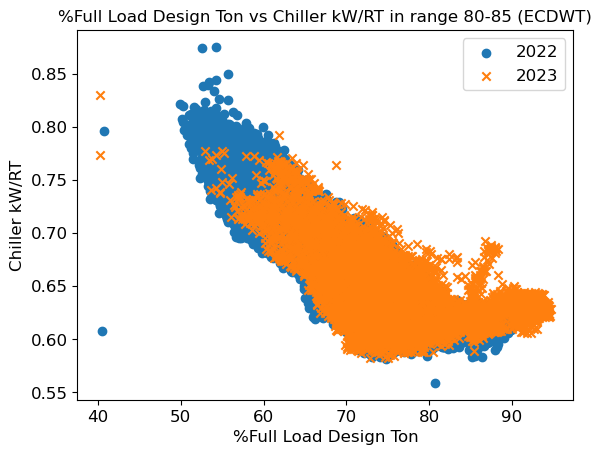 %Full Load Design Ton vs Chiller kW/RT in range 80-85 (ECDWT)
2022
2023
0.85
0.80
0.75
0.70
0.65
0.60
0.55
Chiller kW/RT
40 50 60 70 80 90
%Full Load Design Ton